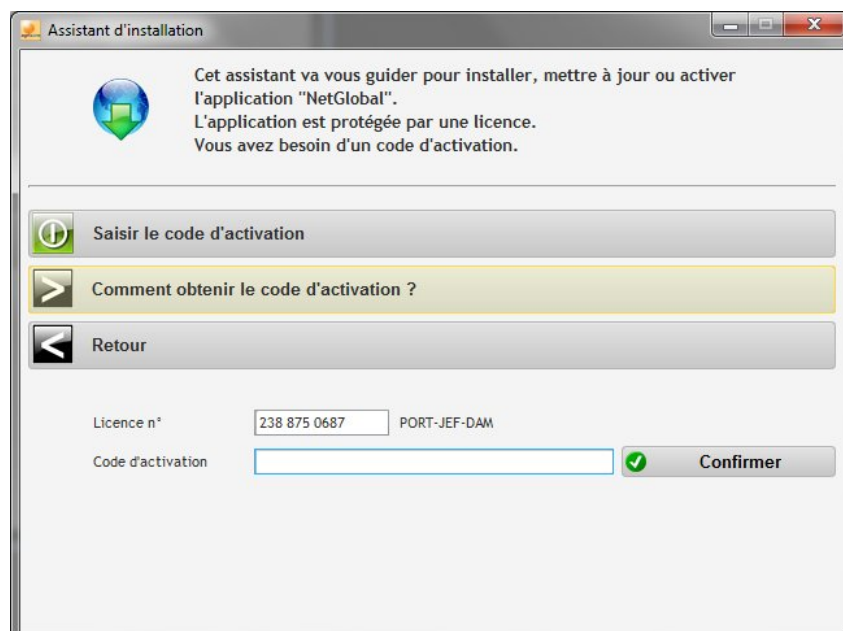 Assistant d'installation
Cet assistant va vous guider pour installer, mettre à jour ou activer
l'application "NetGlobal".
L'application est protégée par une licence.
Vous avez besoin d'un code d'activation.
Saisir le code d'activation
Comment obtenir le code d'activation ?
Retour
Licence n° 238 875 0687 PORT-JEF-DAM
Code d'activation Confirmer